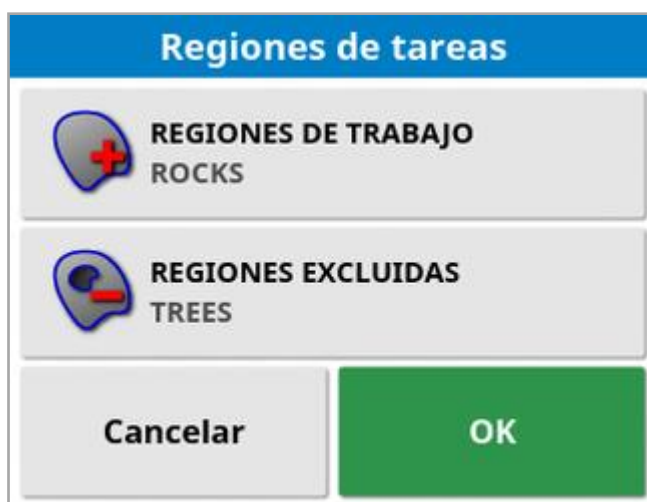 Regiones de tareas
REGIONES DE TRABAJO
ROCKS
REGIONES EXCLUIDAS
TREES
Cancelar
OK